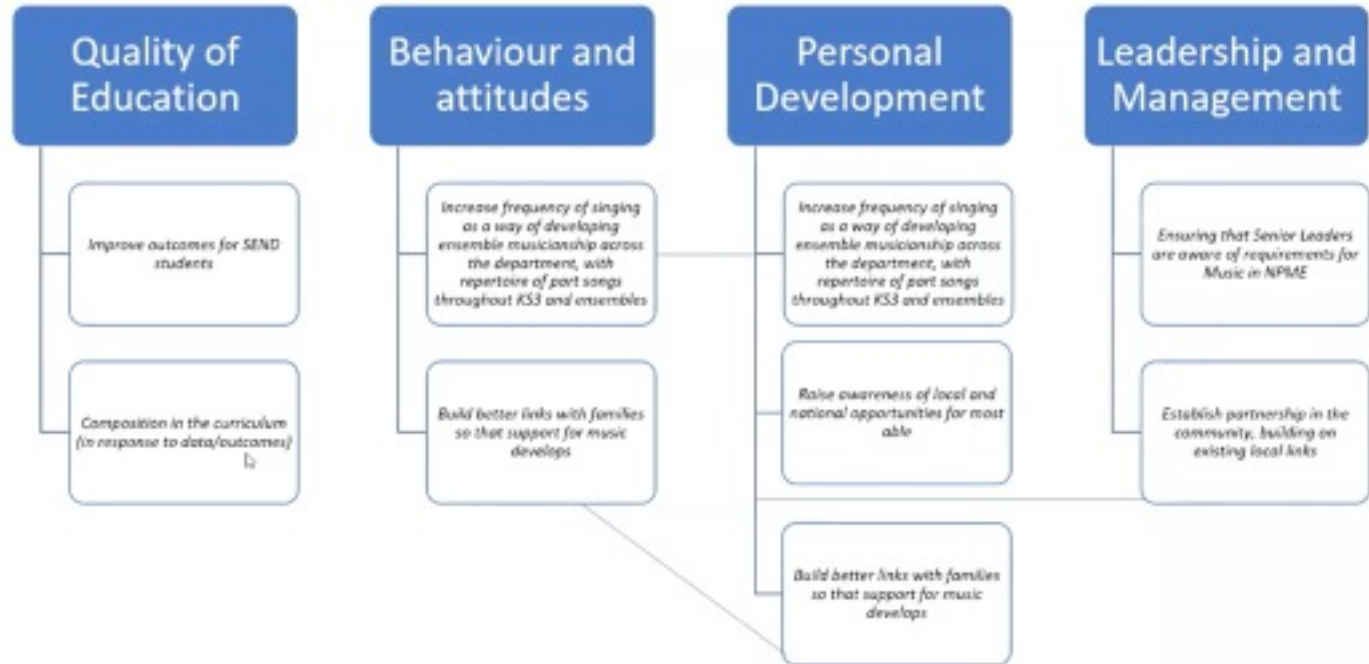 Quality of
Education
Improve outcomes for SEND
students
Composition in the curriculum
(in response to data/outcomes)
Behaviour and
attitudes
Increase frequency of singing
as a way of developing
ensemble musicianship across
the department, with
repertoire of part songs
throughout KS3 and ensembles
Build better links with families
so that support for music
develops
Personal
Development
Increase frequency of singing
as a way of developing
ensemble musicianship across
the department, with
repertoire of part songs
throughout KS3 and ensembles
Raise awareness of local and
national opportunities for most
able
Build better links with families
so that support for music
develops
Leadership and
Management
Ensuring that Senior Leaders
are aware of requirements for
Music in NPME
Establish partnership in the
community, building on
existing local links